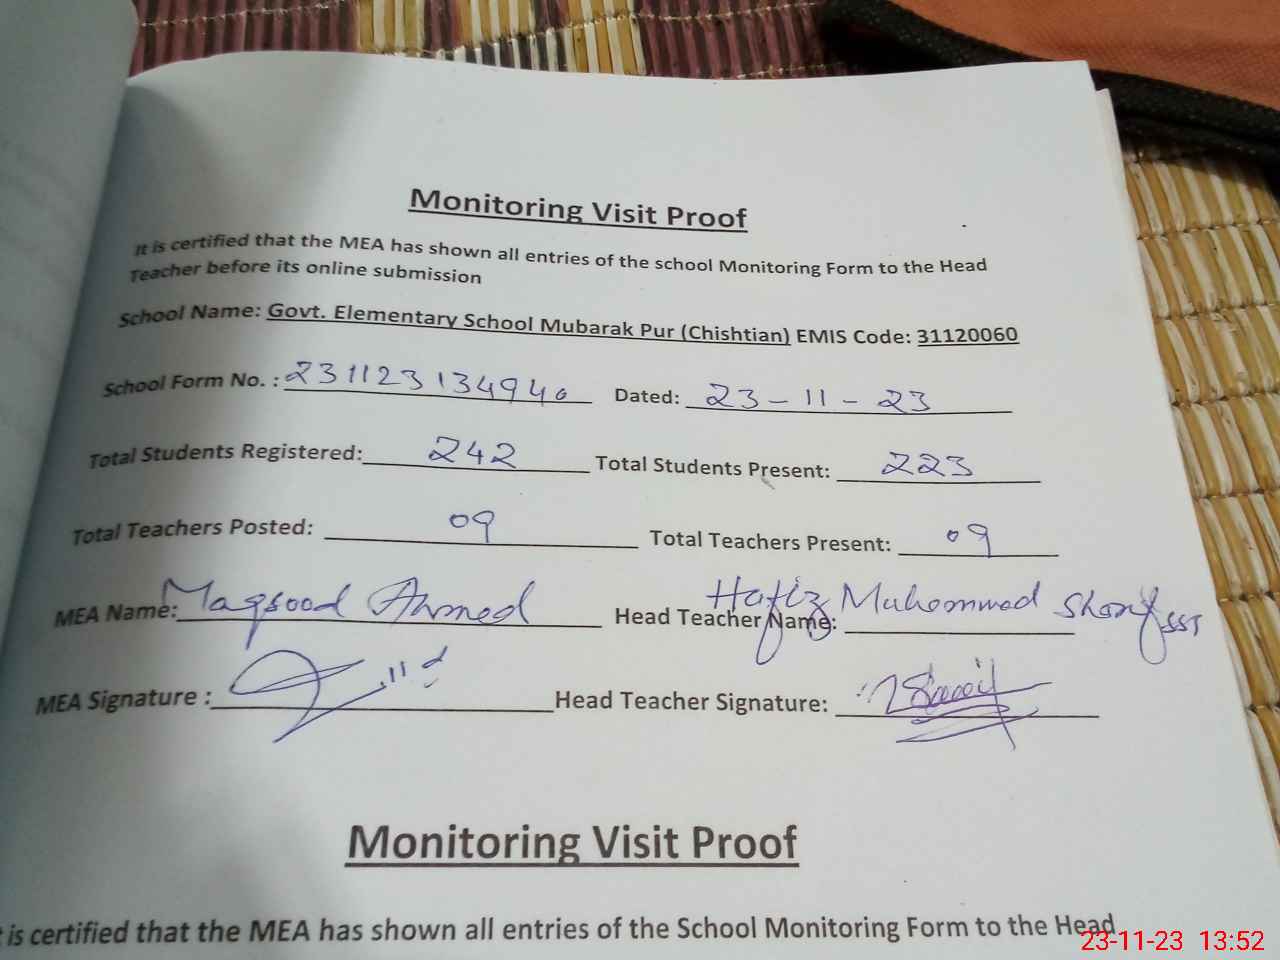 Monitoring Visit Proof
It is certified that the MEA has shown all entries of the school Monitoring Form to the Head
Teacher before its online submission
School Name: Govt. Elementary School Mubarak Pur (Chishtian) EMIS Code: 31120060
School Form No. : 231123134940 Dated: 23-11-23
Total Students Registered: 242 Total Students Present: 223
Total Teachers Posted: 09 Total Teachers Present: 09
MEA Name: Maqsood Ahmed Head Teacher Name: Hafiz Muhammad Sharif SST
MEA Signature : Head Teacher Signature:
Monitoring Visit Proof
t is certified that the MEA has shown all entries of the School Monitoring Form to the Head
23-11-23 13:52